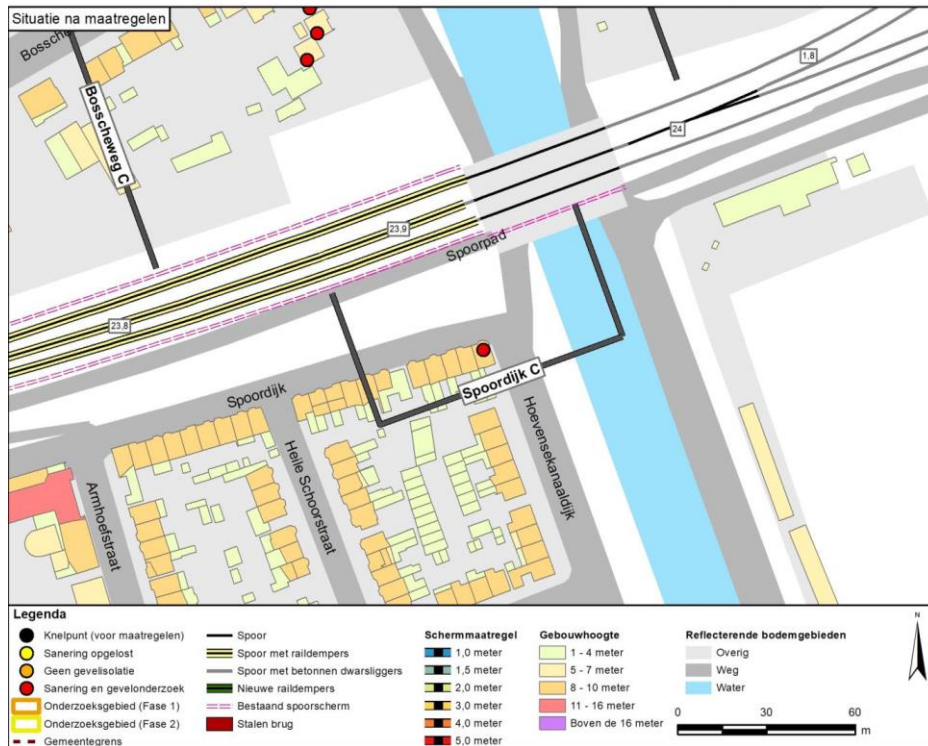 Situatie na maatregelen
Bossche
Bosscheweg C
1,8
24
23,9
23,8
Spoorpad
Spoordijk
Spoordijk C
Armhoefstraat
Heile Schoorstraat
Hoevensekanaaldijk
Legenda
Knelpunt (voor maatregelen)
Sanering opgelost
Geen gevelisolatie
Sanering en gevelonderzoek
Onderzoeksgebied (Fase 1)
Onderzoeksgebied (Fase 2)
Gemeentegrens
Spoor
Spoor met raildempers
Spoor met betonnen dwarsliggers
Nieuwe raildempers
Bestaand spoorscherm
Stalen brug
Schermmaatregel
1,0 meter
1,5 meter
2,0 meter
3,0 meter
4,0 meter
5,0 meter
Gebouwhoogte
1 - 4 meter
5 - 7 meter
8 - 10 meter
11 - 16 meter
Boven de 16 meter
Reflecterende bodemgebieden
Overig
Weg
Water
N
0 30 60
m